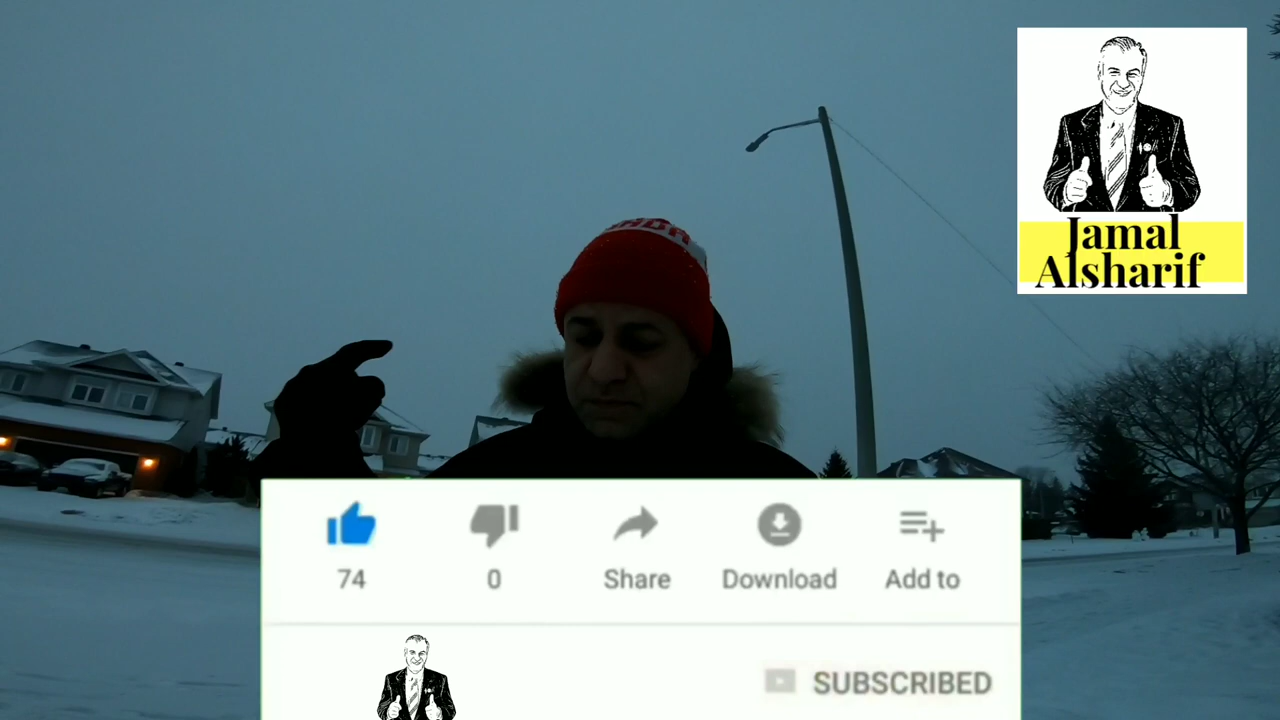 Jamal
Alsharif
74
0
Share
Download
Add to
SUBSCRIBED